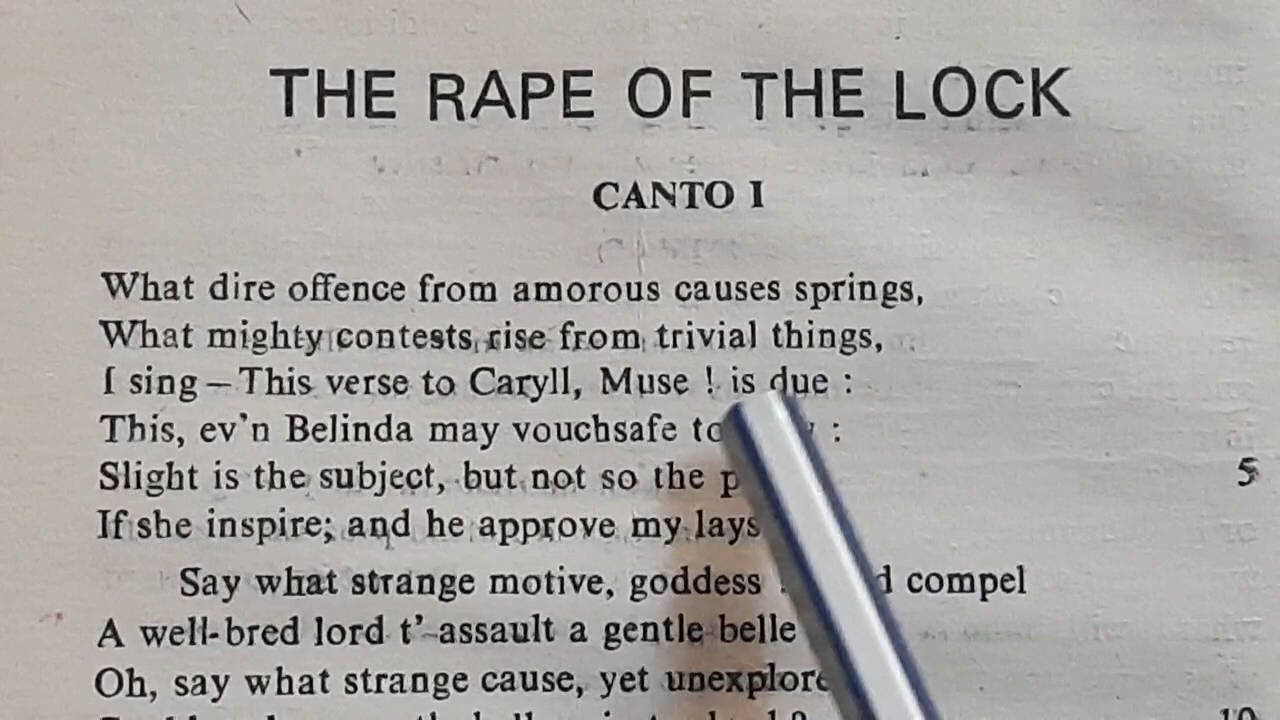 THE RAPE OF THE LOCK
CANTO I
What dire offence from amorous causes springs,
What mighty contests rise from trivial things,
I sing – This verse to Caryll, Muse ! is due :
This, ev'n Belinda may vouchsafe :
Slight is the subject, but not so the 5
If she inspire; and he approve my lays
Say what strange motive, goddess compel
A well-bred lord t' assault a gentle belle
Oh, say what strange cause, yet
10